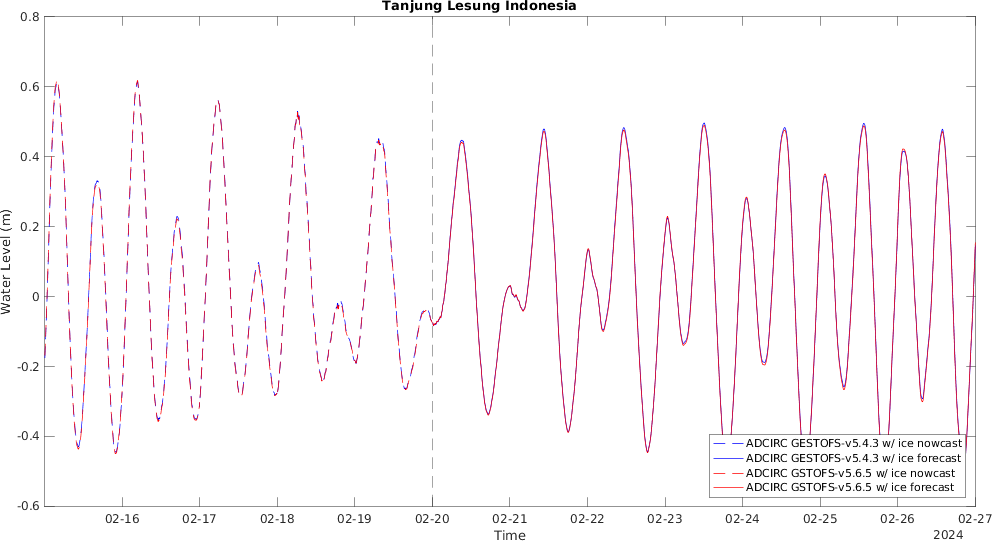 Tanjung Lesung Indonesia
0.8
0.6
0.4
0.2
0
-0.2
-0.4
-0.6
Water Level (m)
ADCIRC GESTOFS-v5.4.3 w/ ice nowcast
ADCIRC GESTOFS-v5.4.3 w/ ice forecast
ADCIRC GSTOFS-v5.6.5 w/ ice nowcast
ADCIRC GSTOFS-v5.6.5 w/ ice forecast
02-16 02-17 02-18 02-19 02-20 02-21 02-22 02-23 02-24 02-25 02-26 02-27
Time
2024